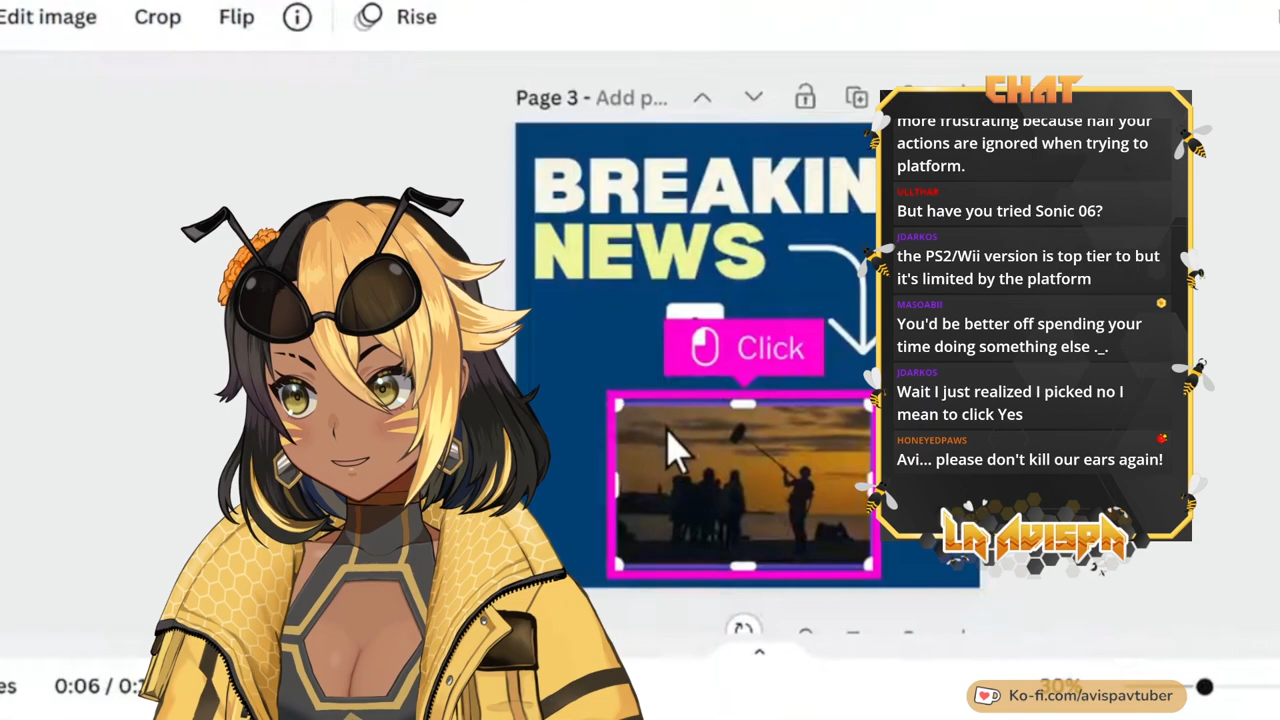 Edit image Crop Flip Rise
Page 3 - Add p...
BREAKIN
NEWS
Click
CHAT
more frustrating because half your
actions are ignored when trying to
platform.
ULLTHAR
But have you tried Sonic 06?
JDARKOS
the PS2/Wii version is top tier to but
it's limited by the platform
MASOABII
You'd be better off spending your
time doing something else ._.
JDARKOS
Wait I just realized I picked no I
mean to click Yes
HONEYEDPAWS
Avi... please don't kill our ears again!
LA AVISPA
es 0:06 / 0:
30%
Ko-fi.com/avispavtuber